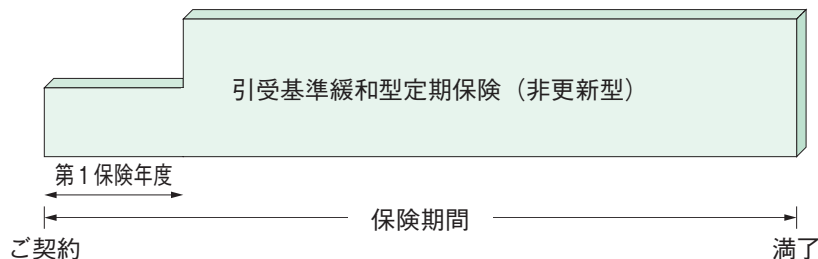 引受基準緩和型定期保険（非更新型）
第１保険年度
保険期間
ご契約
満了